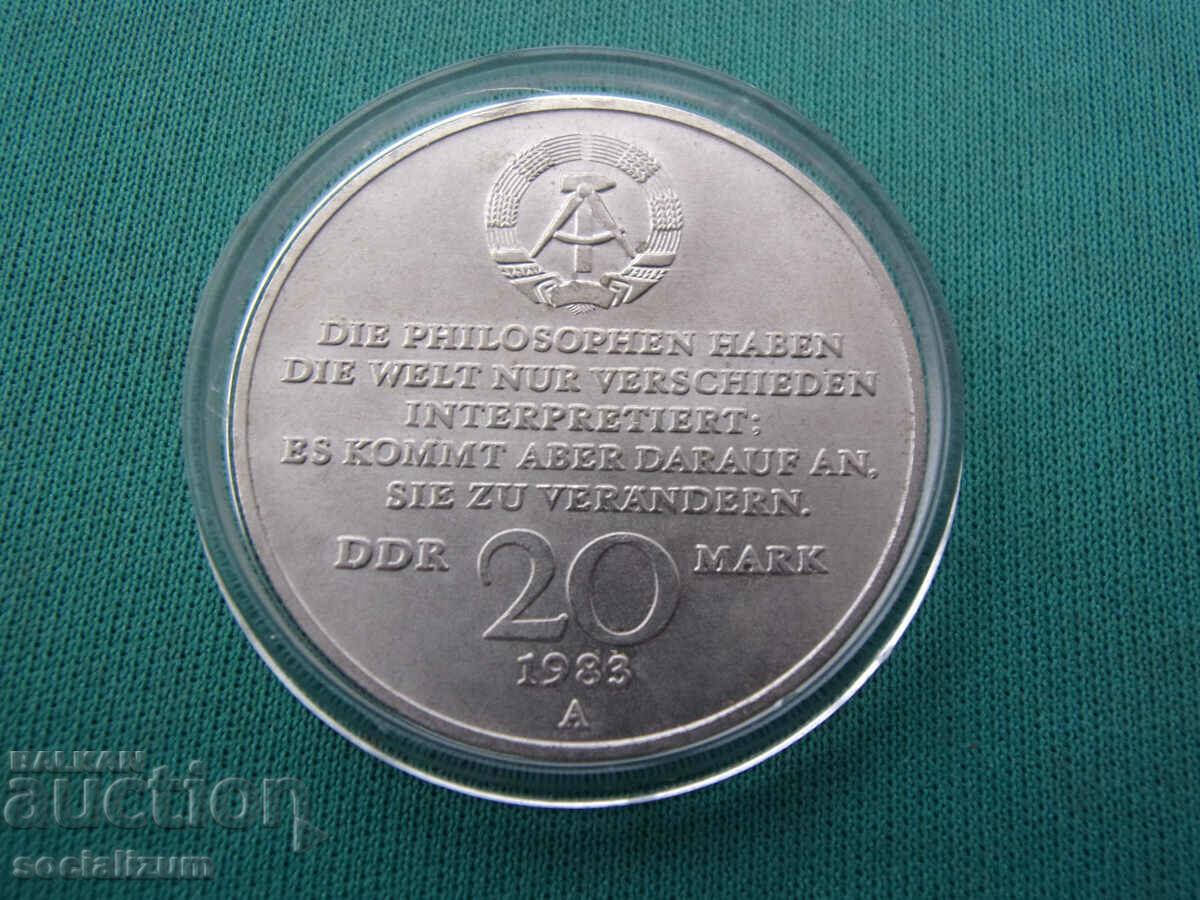 DIE PHILOSOPHEN HABEN
DIE WELT NUR VERSCHIEDEN
INTERPRETIERT;
ES KOMMT ABER DARAUF AN,
SIE ZU VERÄNDERN.
DDR 20 MARK
1983
A
BALKAN
auction
socializum